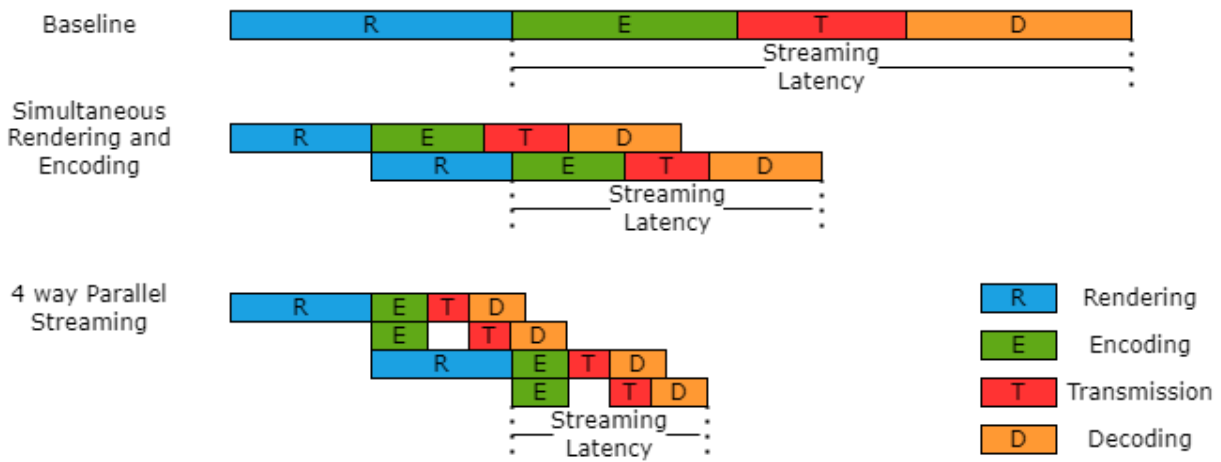 Baseline
R E T D
Streaming
Latency
Simultaneous
Rendering and
Encoding
R E T D
R E T D
Streaming
Latency
4 way Parallel
Streaming
R E T D
E T D
R E T D
E T D
Streaming
Latency
R Rendering
E Encoding
T Transmission
D Decoding